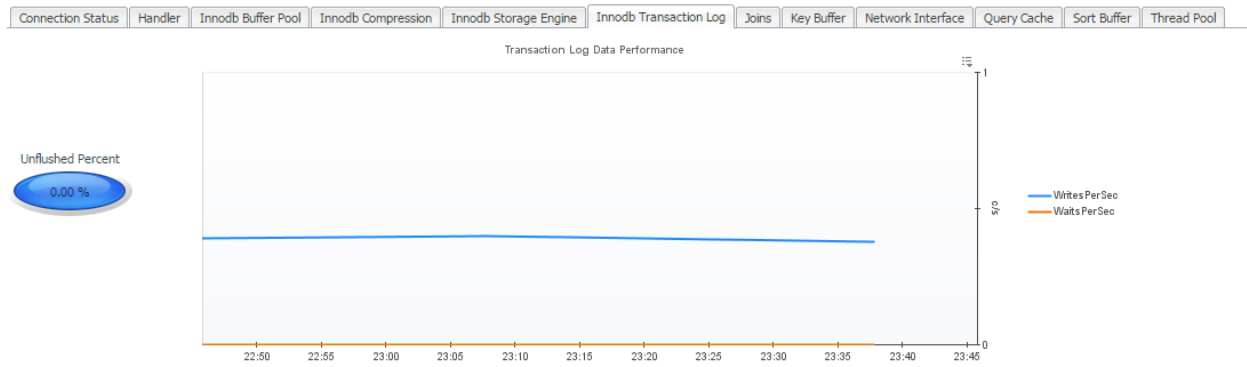 Connection Status Handler Innodb Buffer Pool Innodb Compression Innodb Storage Engine Innodb Transaction Log Joins Key Buffer Network Interface Query Cache Sort Buffer Thread Pool
Transaction Log Data Performance
Unflushed Percent
0.00 %
1
c/s
0
Writes Per Sec
Waits Per Sec
22:50 22:55 23:00 23:05 23:10 23:15 23:20 23:25 23:30 23:35 23:40 23:45